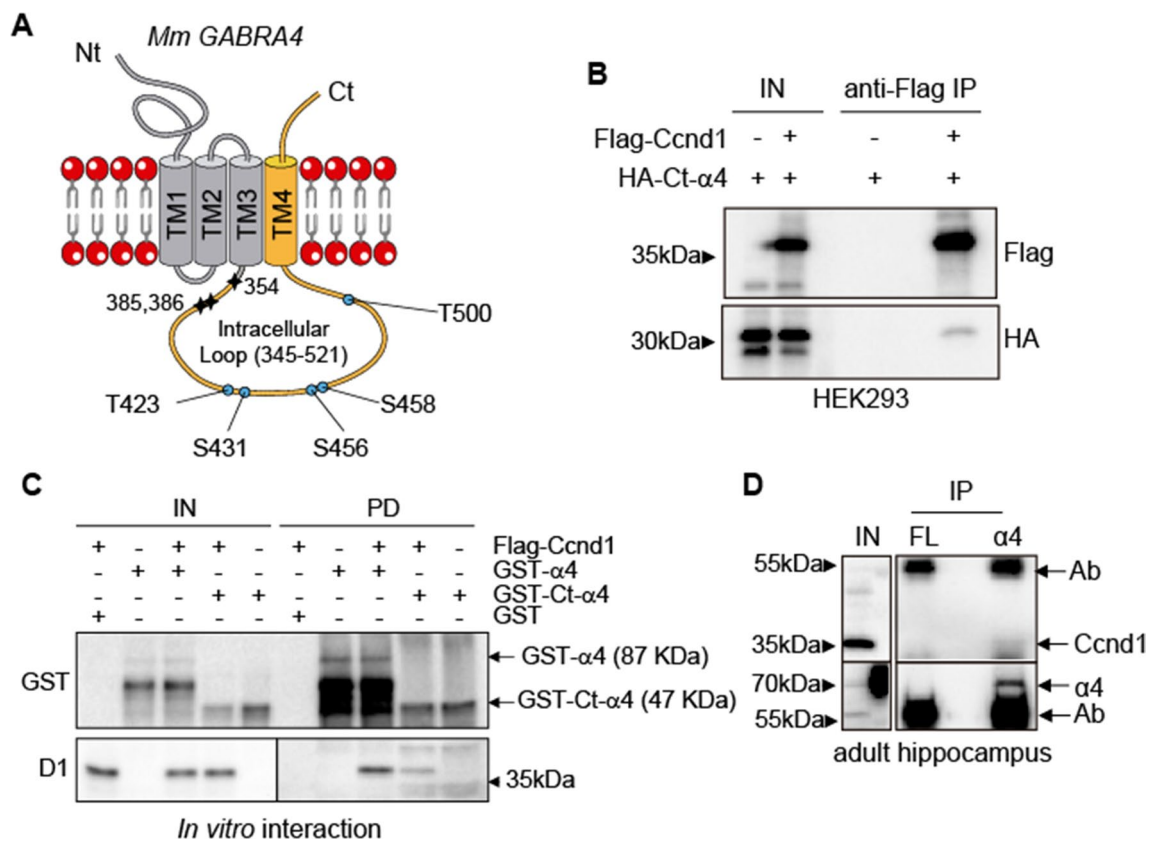 A
Mm GABRA4
Nt
Ct
TM1
TM2
TM3
TM4
354
385,386
Intracellular
Loop (345-521)
T500
T423
S458
S431
S456
B
IN anti-Flag IP
Flag-Ccnd1 - + - +
HA-Ct-α4 + + + +
35kDa Flag
30kDa HA
HEK293
C
IN PD
+ - + + - + - + + - Flag-Ccnd1
- + + - - - + + - - GST-α4
- - - + + - - - + + GST-Ct-α4
+ - - - - + - - - - GST
GST
GST-α4 (87 KDa)
GST-Ct-α4 (47 KDa)
D1
35kDa
In vitro interaction
D
IP
IN FL α4
55kDa Ab
35kDa Ccnd1
70kDa α4
55kDa Ab
adult hippocampus